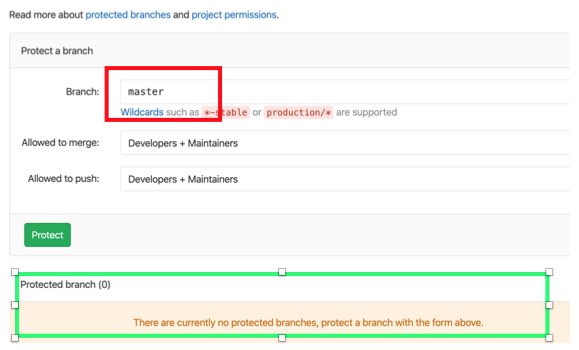 Read more about protected branches and project permissions.
Protect a branch
Branch: master
Wildcards such as *-stable or production/* are supported
Allowed to merge: Developers + Maintainers
Allowed to push: Developers + Maintainers
Protect
Protected branch (0)
There are currently no protected branches, protect a branch with the form above.